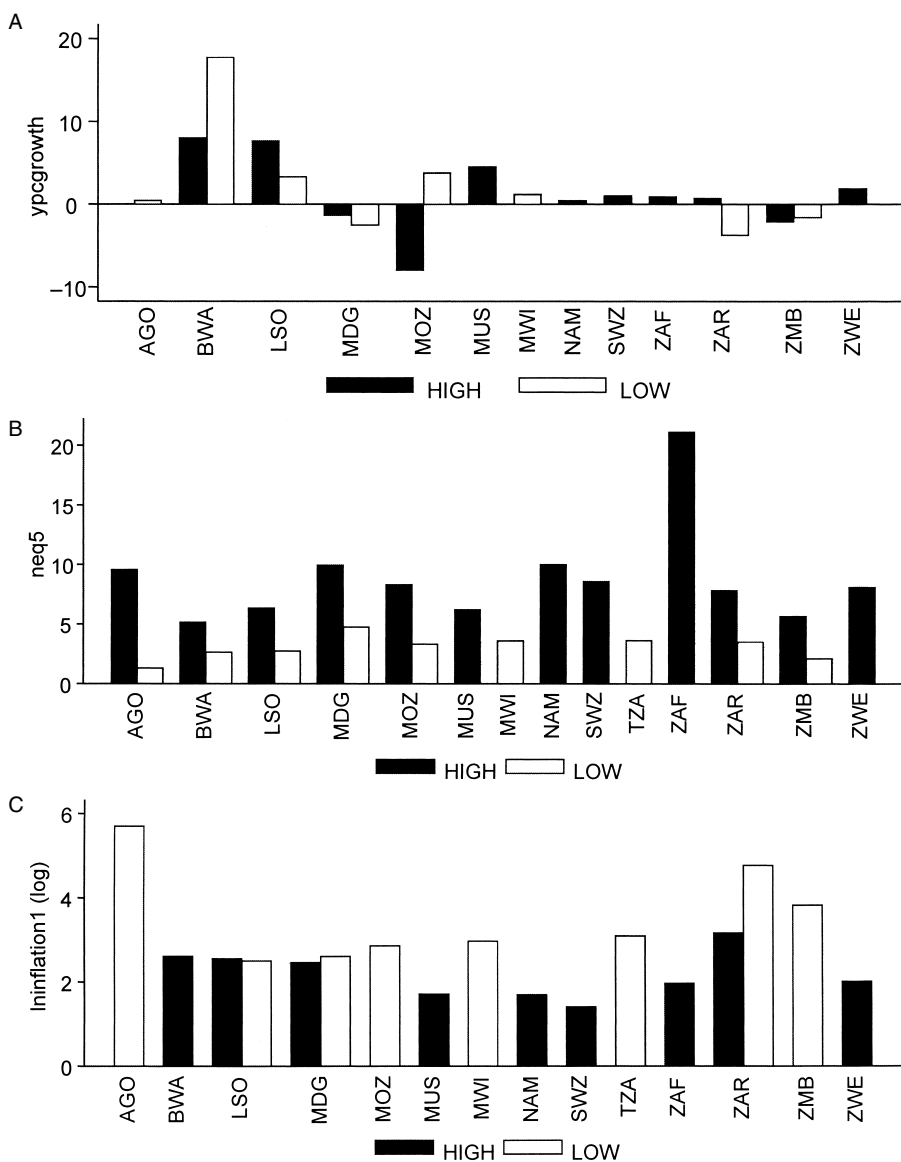 A
20
10
0
–10
ypcgrowth
AGO BWA LSO MDG MOZ MUS MWI NAM SWZ ZAF ZAR ZMB ZWE
HIGH LOW
B
20
15
10
5
0
neq5
AGO BWA LSO MDG MOZ MUS MWI NAM SWZ TZA ZAF ZAR ZMB ZWE
HIGH LOW
C
6
4
2
0
Ininflation1 (log)
AGO BWA LSO MDG MOZ MUS MWI NAM SWZ TZA ZAF ZAR ZMB ZWE
HIGH LOW